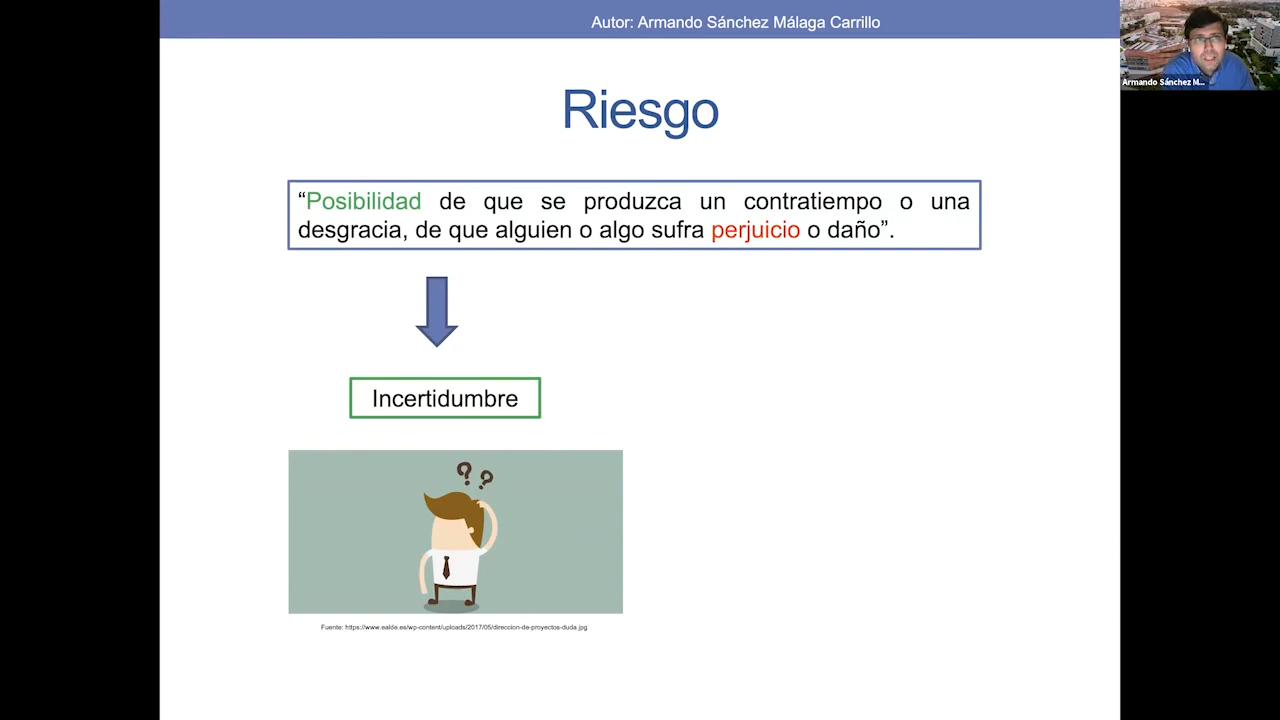 Autor: Armando Sánchez Málaga Carrillo
Armando Sánchez M...
Riesgo
“Posibilidad de que se produzca un contratiempo o una
desgracia, de que alguien o algo sufra perjuicio o daño”.
Incertidumbre
? ?
Fuente: https://www.ealde.es/wp-content/uploads/2017/05/direccion-de-proyectos-duda.jpg